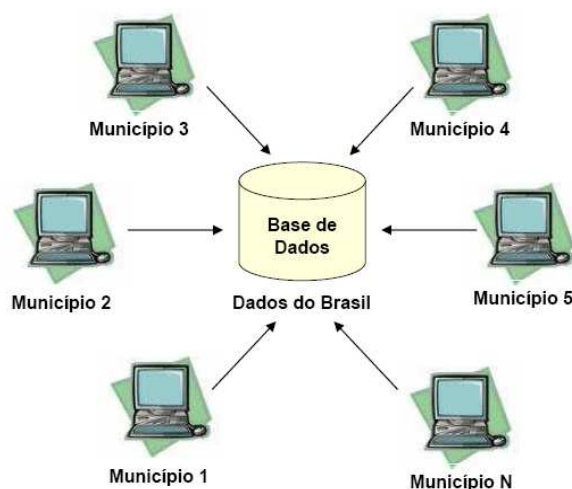 Município 3
Município 4
Base de
Dados
Município 2
Dados do Brasil
Município 5
Município 1
Município N